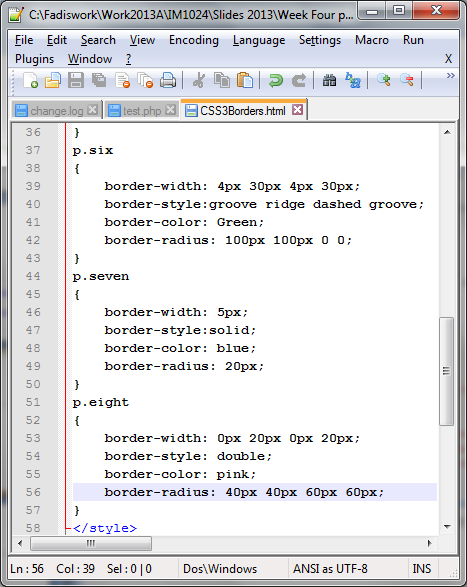 C:\Fadiswork\Work2013A\IM1024\Slides 2013\Week Four p...
File Edit Search View Encoding Language Settings Macro Run
Plugins Window ? X
change.log test.php CSS3Borders.html
36 }
37 p.six
38 {
39 border-width: 4px 30px 4px 30px;
40 border-style:groove ridge dashed groove;
41 border-color: Green;
42 border-radius: 100px 100px 0 0;
43 }
44 p.seven
45 {
46 border-width: 5px;
47 border-style:solid;
48 border-color: blue;
49 border-radius: 20px;
50 }
51 p.eight
52 {
53 border-width: 0px 20px 0px 20px;
54 border-style: double;
55 border-color: pink;
56 border-radius: 40px 40px 60px 60px;
57 }
58 </style>
Ln : 56 Col : 39 Sel : 0 | 0 Dos\Windows ANSI as UTF-8 INS